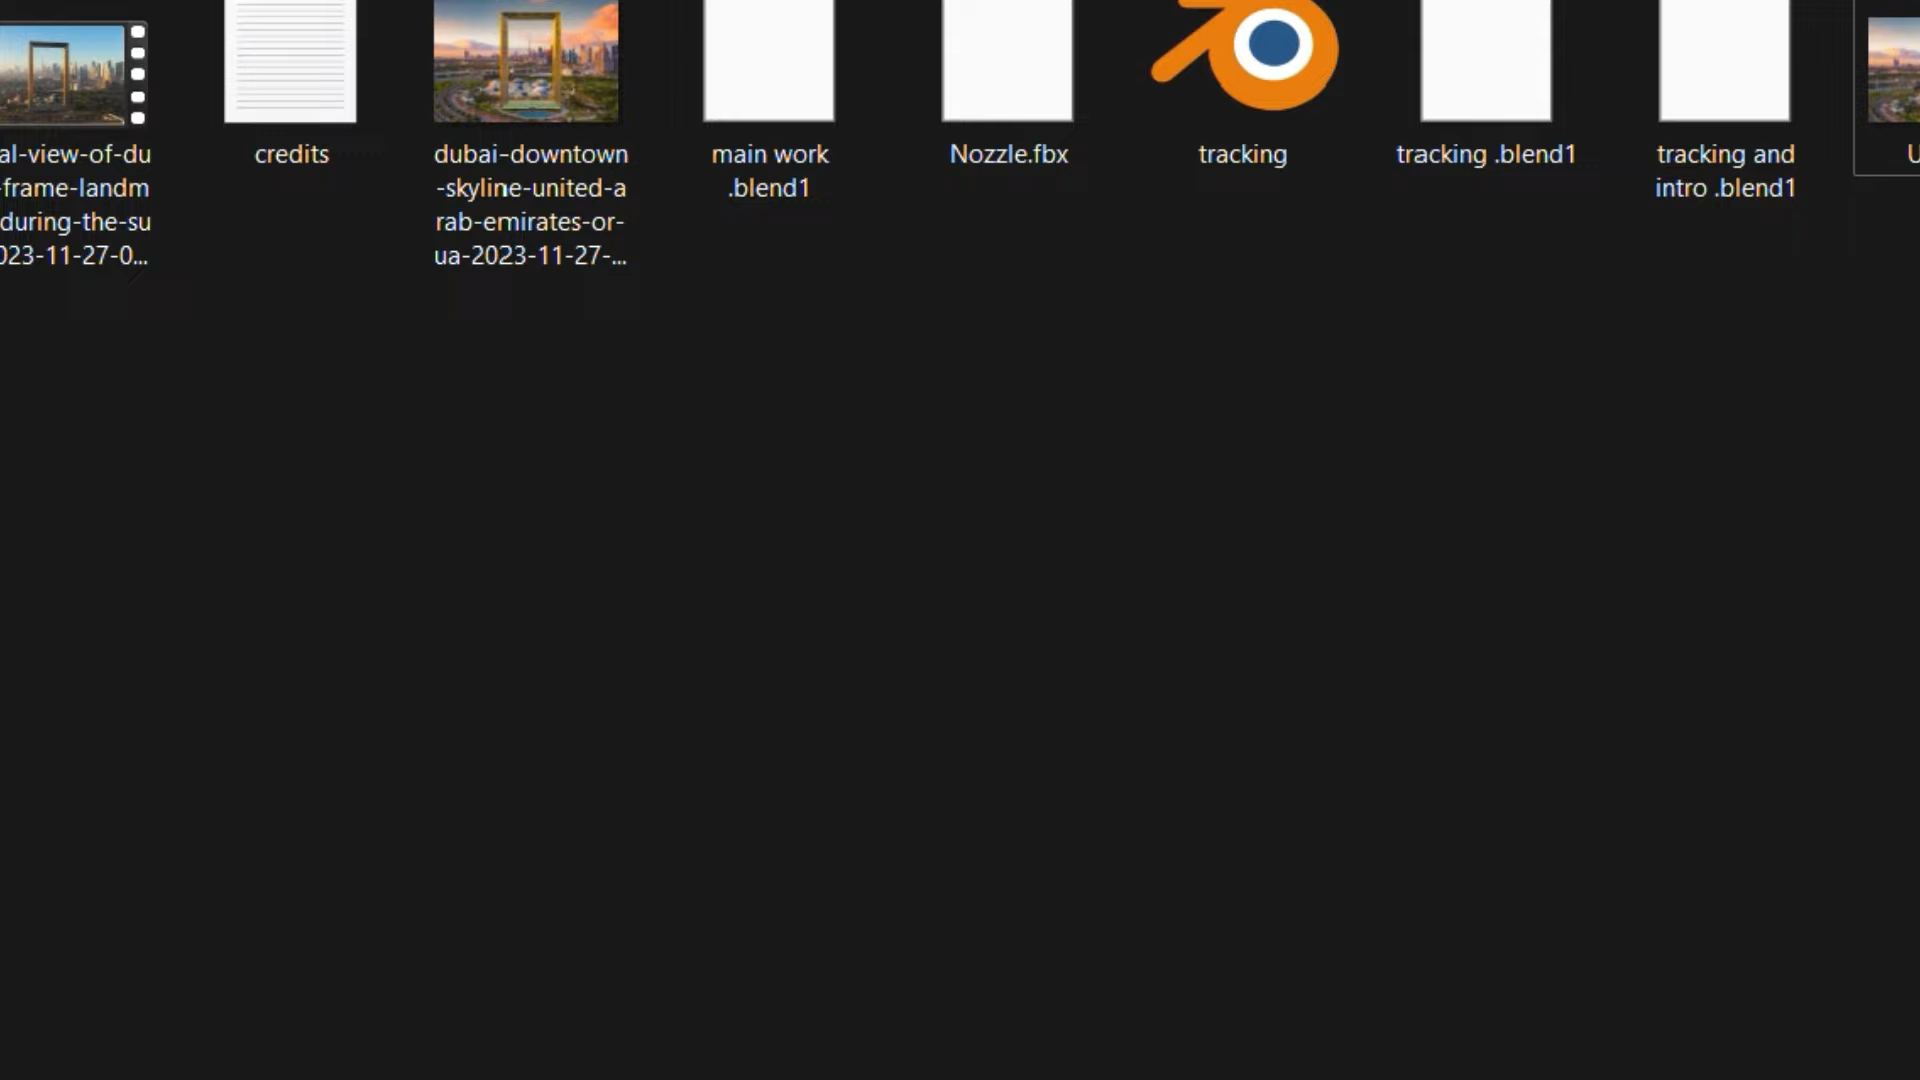 al-view-of-du
-frame-landm
during-the-su
023-11-27-0...
credits
dubai-downtown
-skyline-united-a
rab-emirates-or-
ua-2023-11-27-...
main work
.blend1
Nozzle.fbx
tracking
tracking .blend1
tracking and
intro .blend1
U